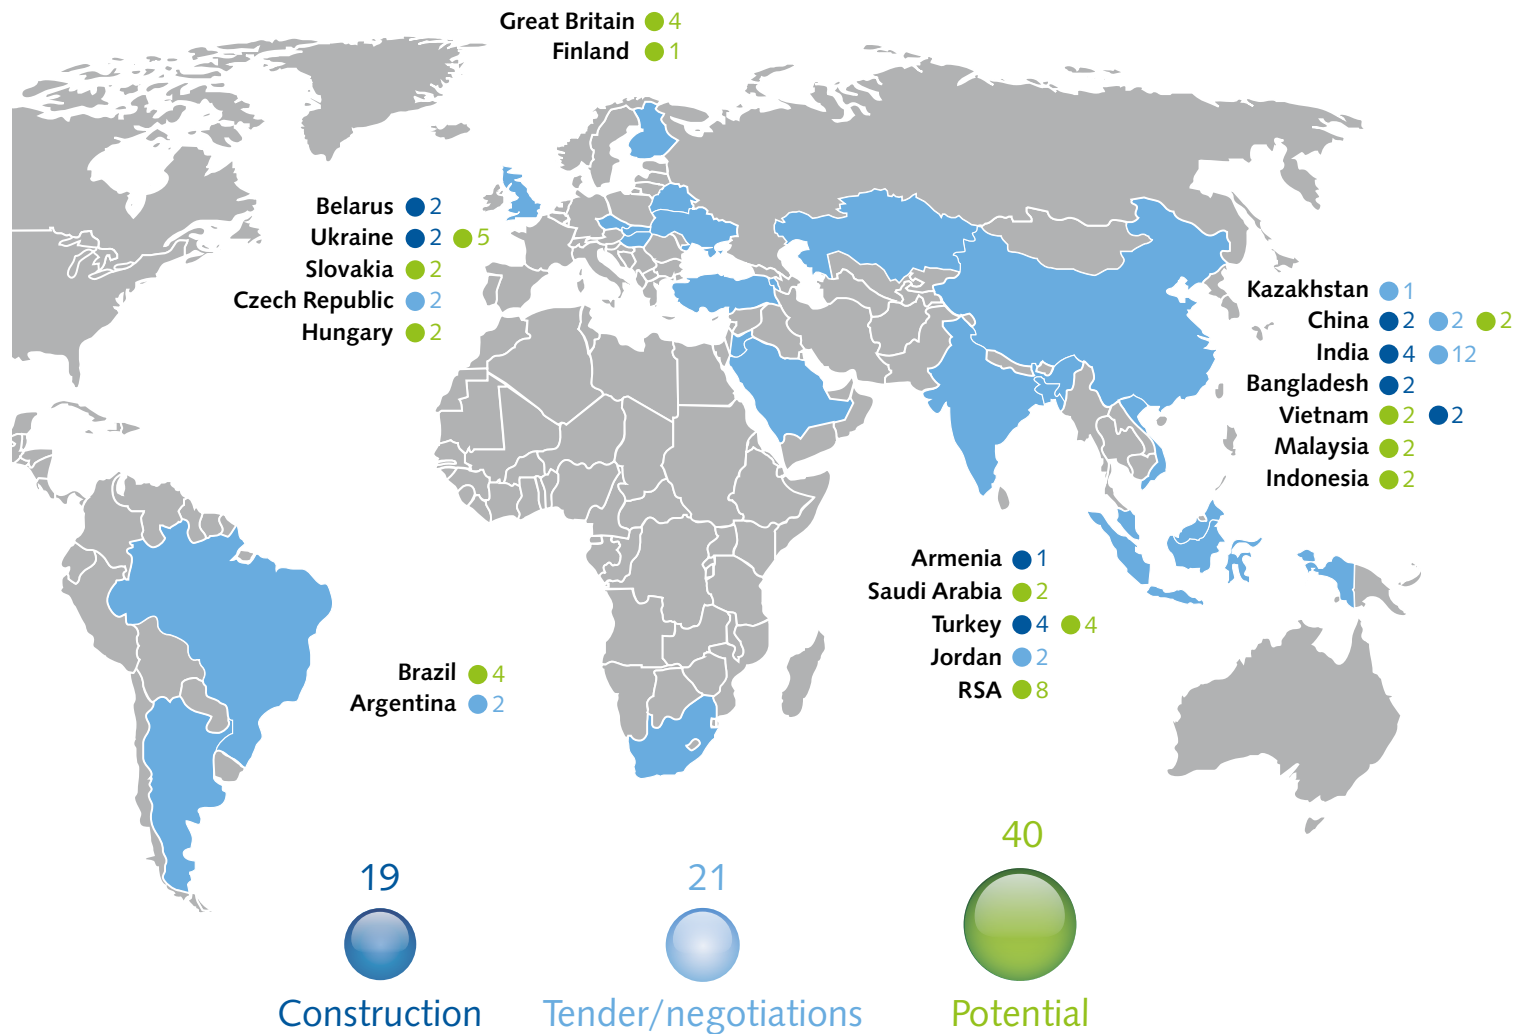 Great Britain 4
Finland 1
Belarus 2
Ukraine 2 5
Slovakia 2
Czech Republic 2
Hungary 2
Kazakhstan 1
China 2 2 2
India 4 12
Bangladesh 2
Vietnam 2 2
Malaysia 2
Indonesia 2
Armenia 1
Saudi Arabia 2
Turkey 4 4
Jordan 2
RSA 8
Brazil 4
Argentina 2
19 21 40
Construction Tender/negotiations Potential